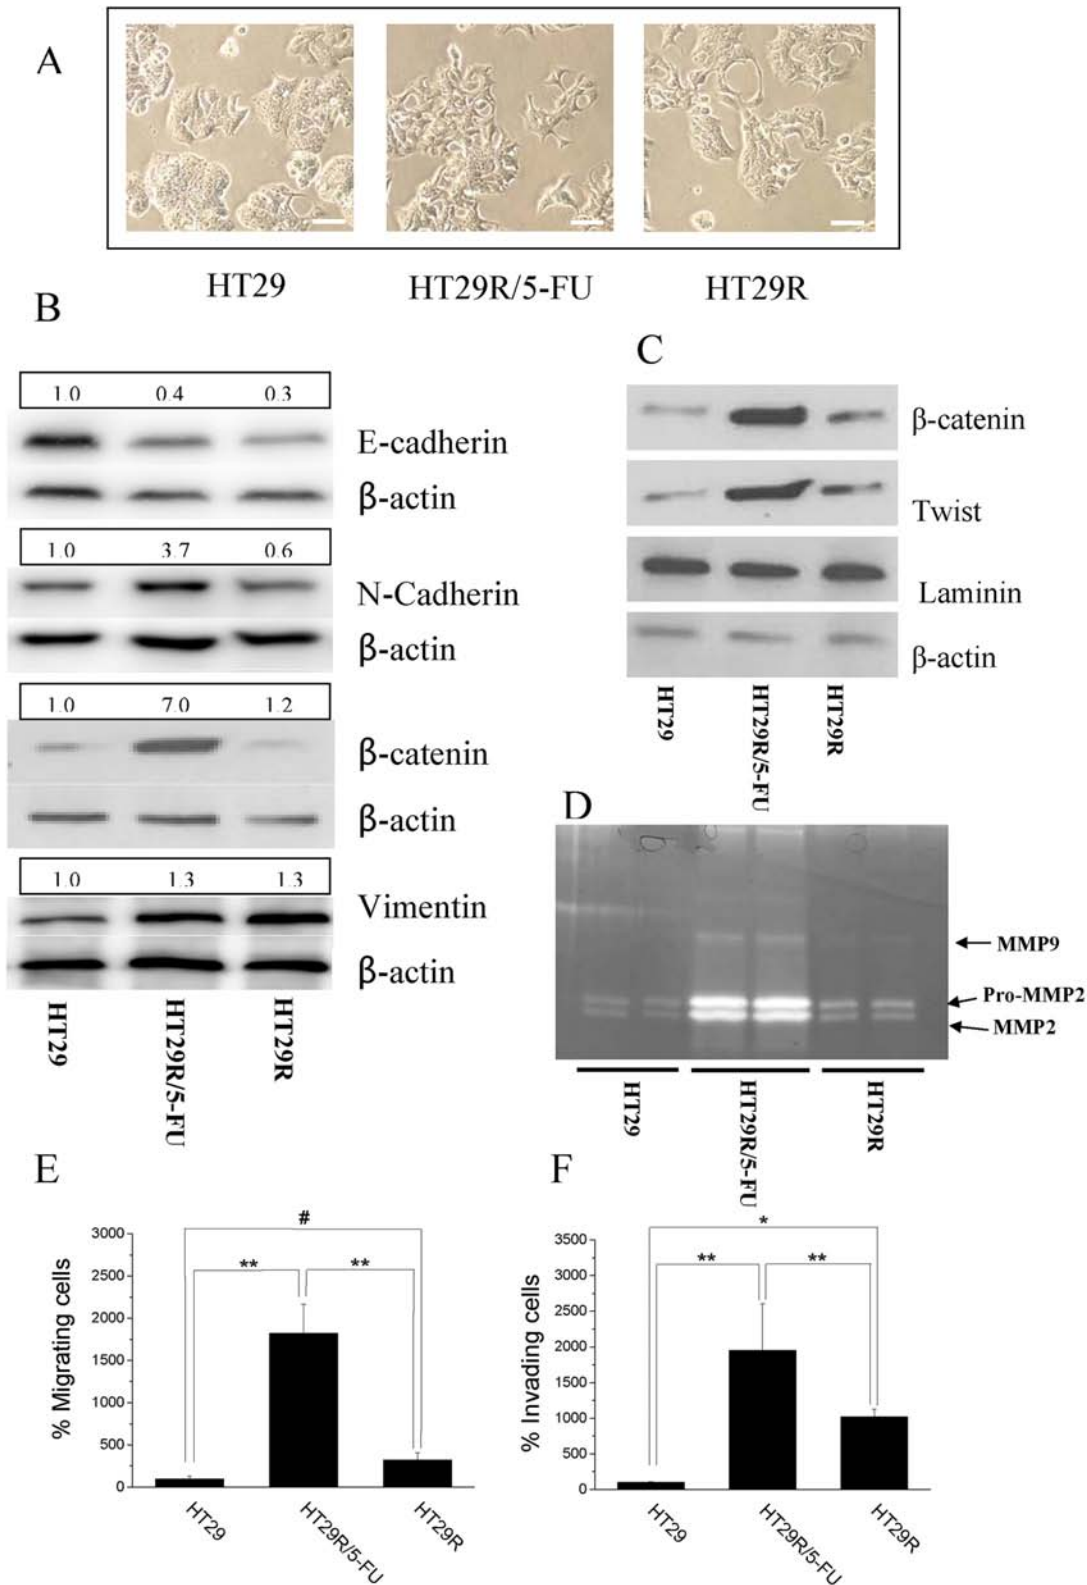 A
HT29
HT29R/5-FU
HT29R
B
1.0 0.4 0.3
E-cadherin
β-actin
1.0 3.7 0.6
N-Cadherin
β-actin
1.0 7.0 1.2
β-catenin
β-actin
1.0 1.3 1.3
Vimentin
β-actin
HT29
HT29R/5-FU
HT29R
C
β-catenin
Twist
Laminin
β-actin
HT29
HT29R/5-FU
HT29R
D
MMP9
Pro-MMP2
MMP2
HT29
HT29R/5-FU
HT29R
E
% Migrating cells
3000
2500
2000
1500
1000
500
0
#
** **
HT29
HT29R/5-FU
HT29R
F
% Invading cells
3500
3000
2500
2000
1500
1000
500
0
*
** **
HT29
HT29R/5-FU
HT29R